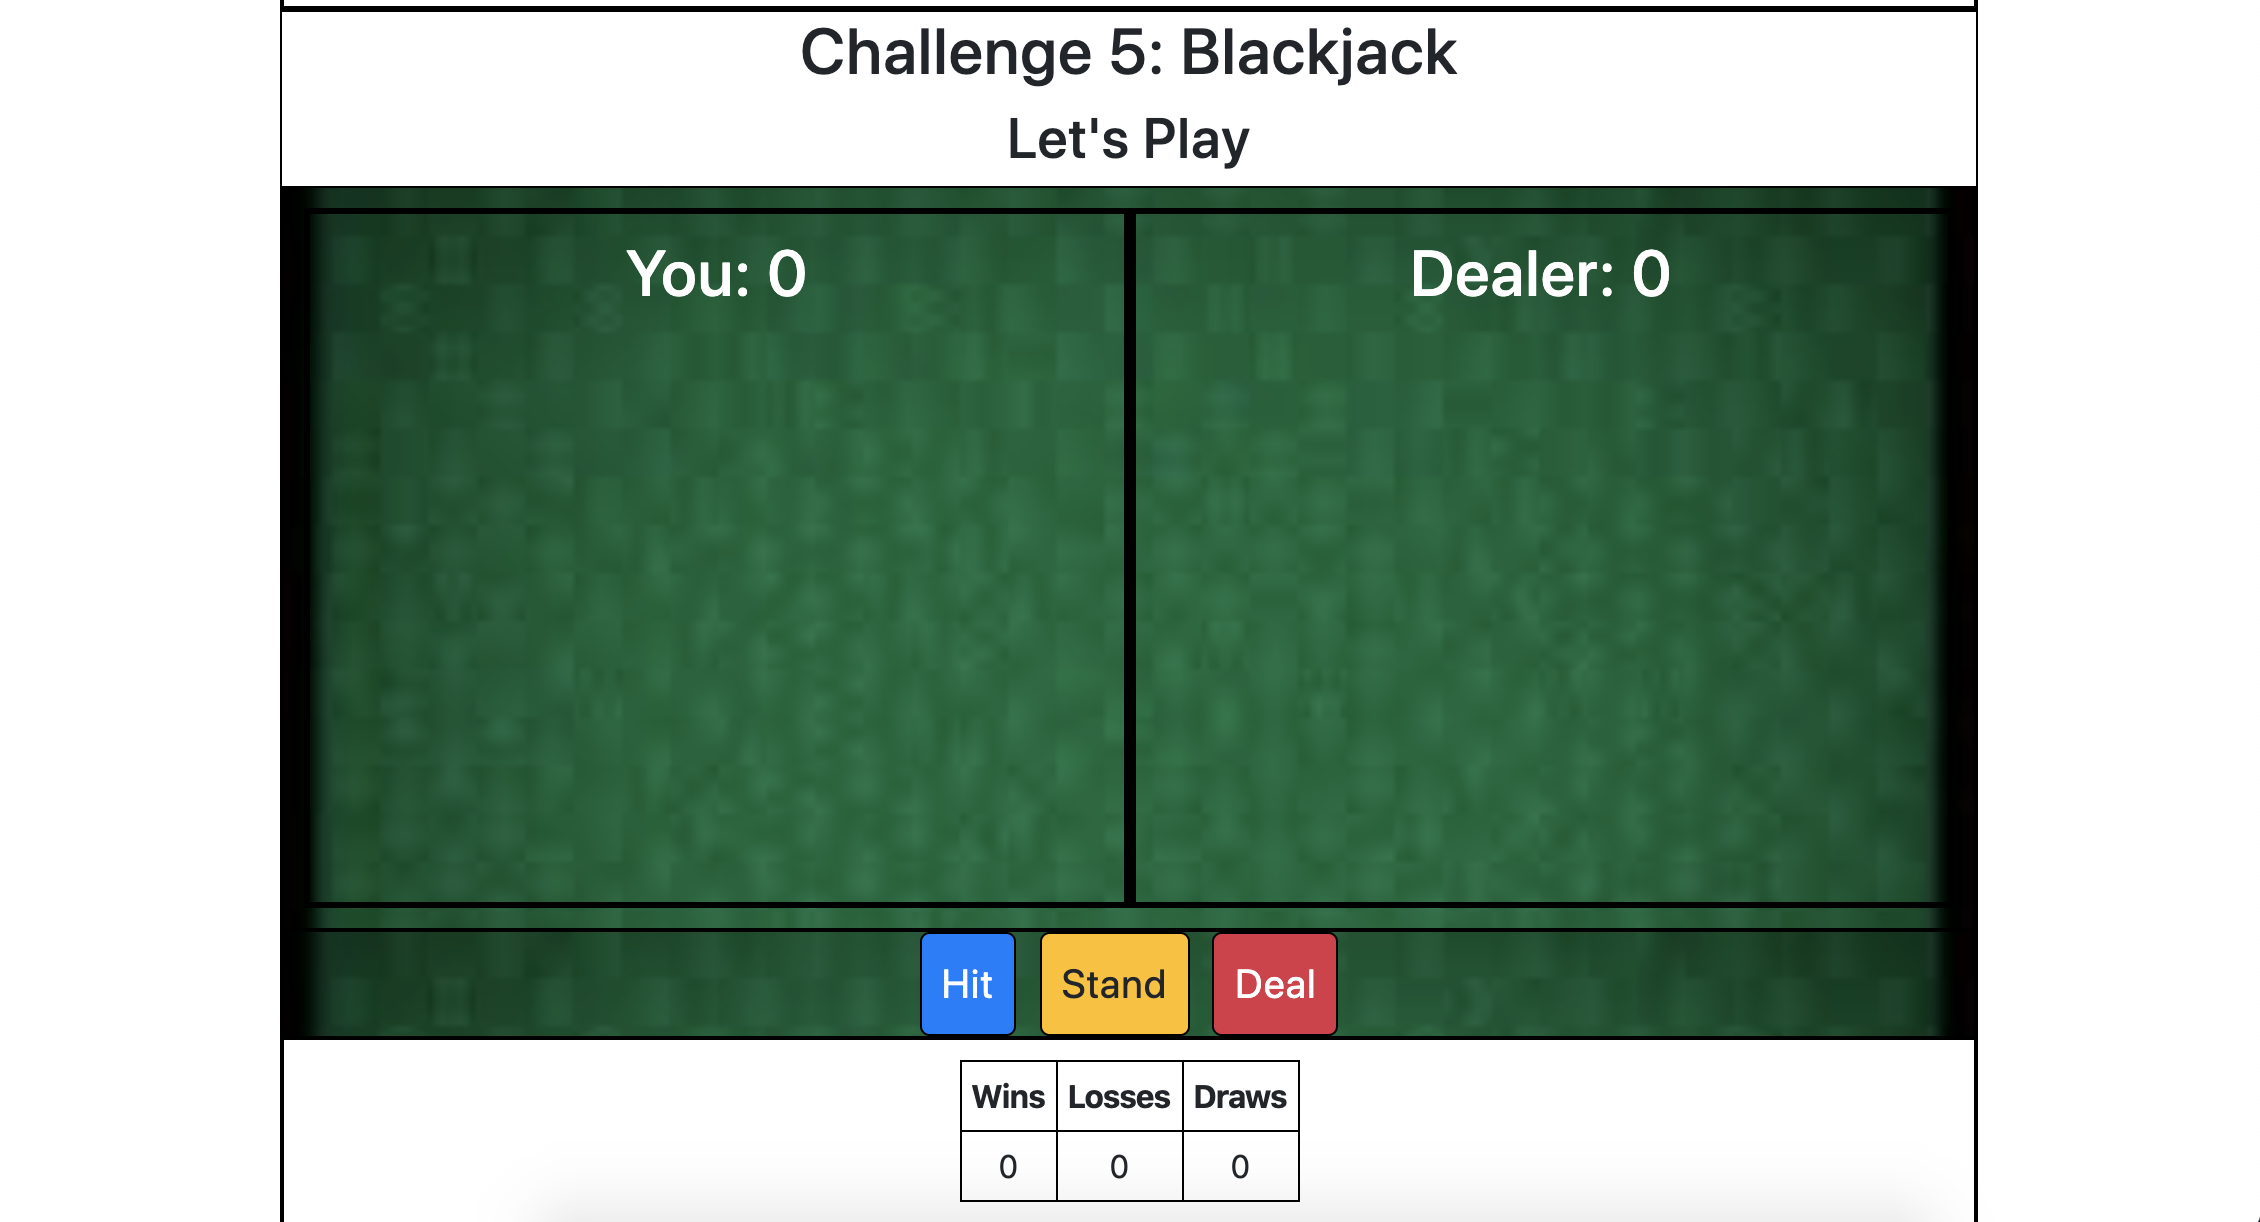 Challenge 5: Blackjack
Let's Play
You: 0
Dealer: 0
Hit
Stand
Deal
Wins Losses Draws
0 0 0